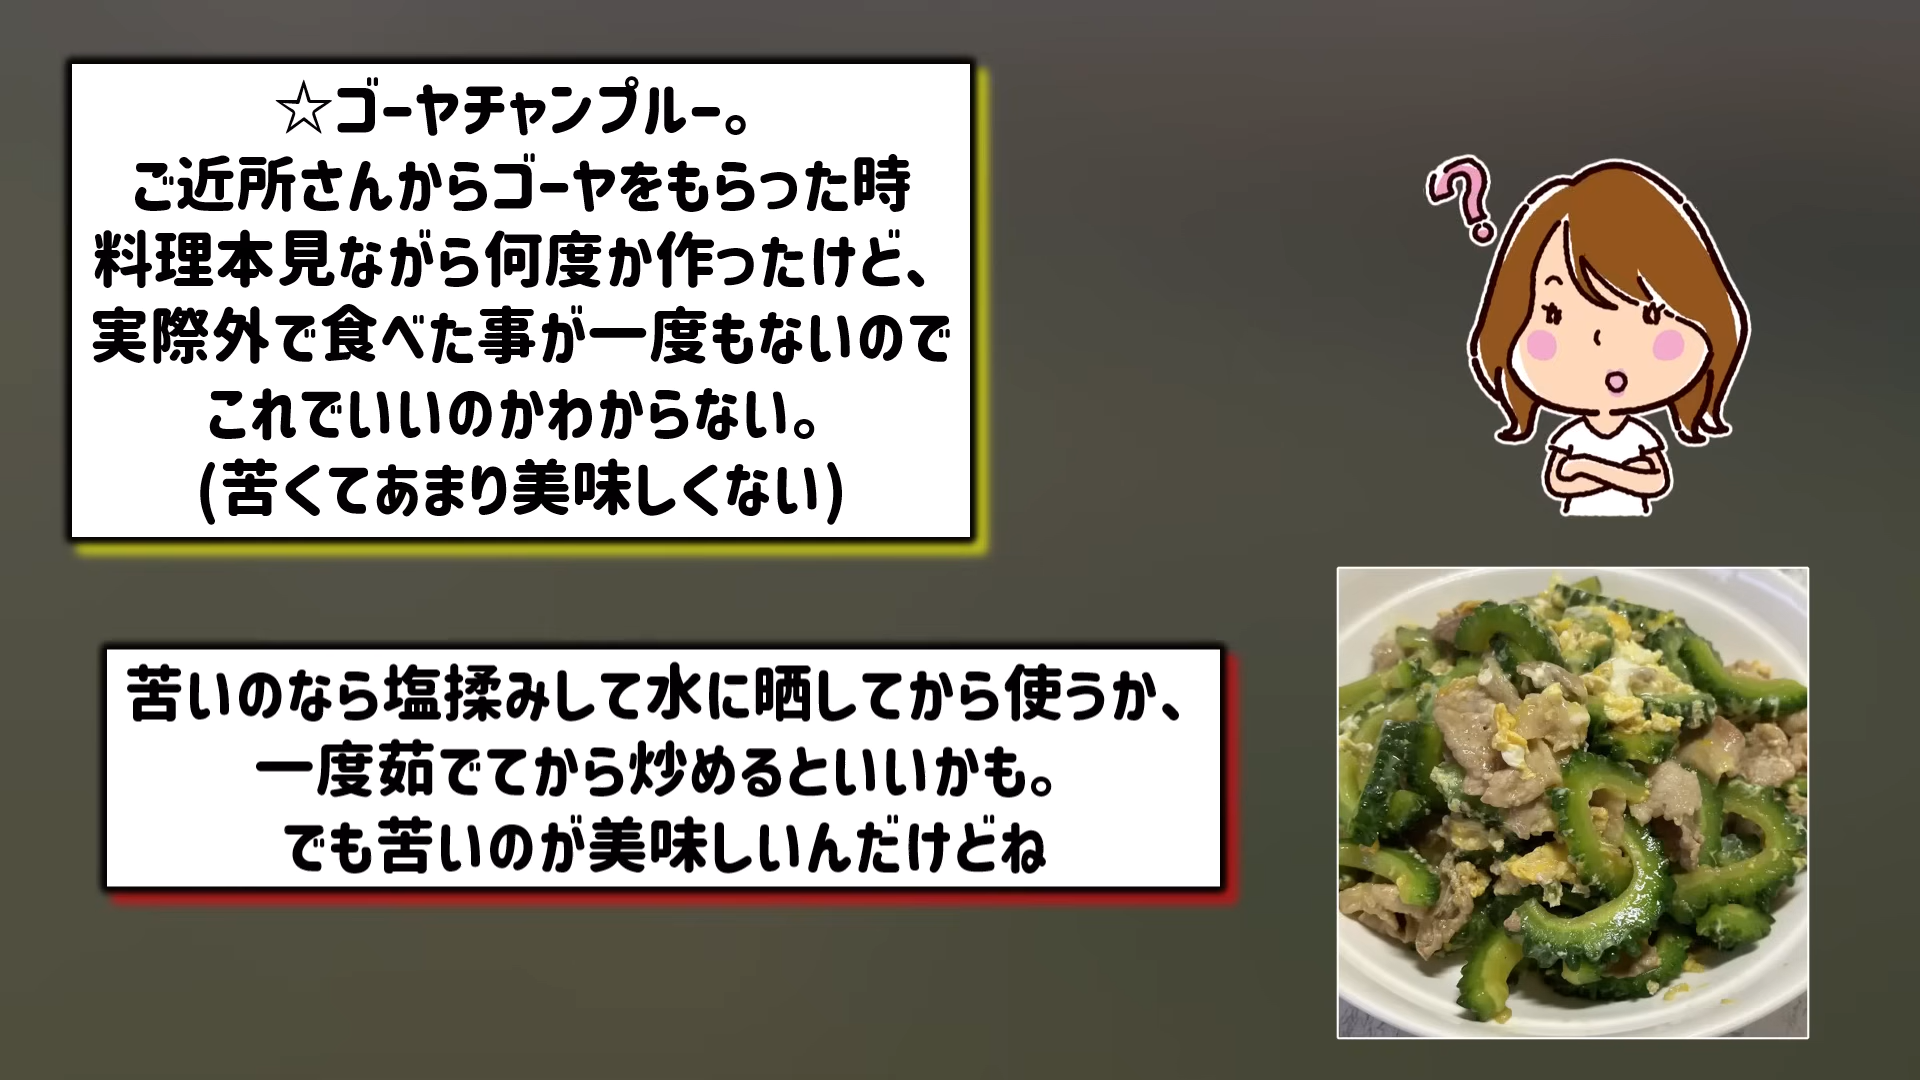 ☆ゴーヤチャンプルー。
ご近所さんからゴーヤをもらった時
料理本見ながら何度か作ったけど、
実際外で食べた事が一度もないので
これでいいのかわからない。
(苦くてあまり美味しくない)
?
苦いのなら塩揉みして水に晒してから使うか、
一度茹でてから炒めるといいかも。
でも苦いのが美味しいんだけどね